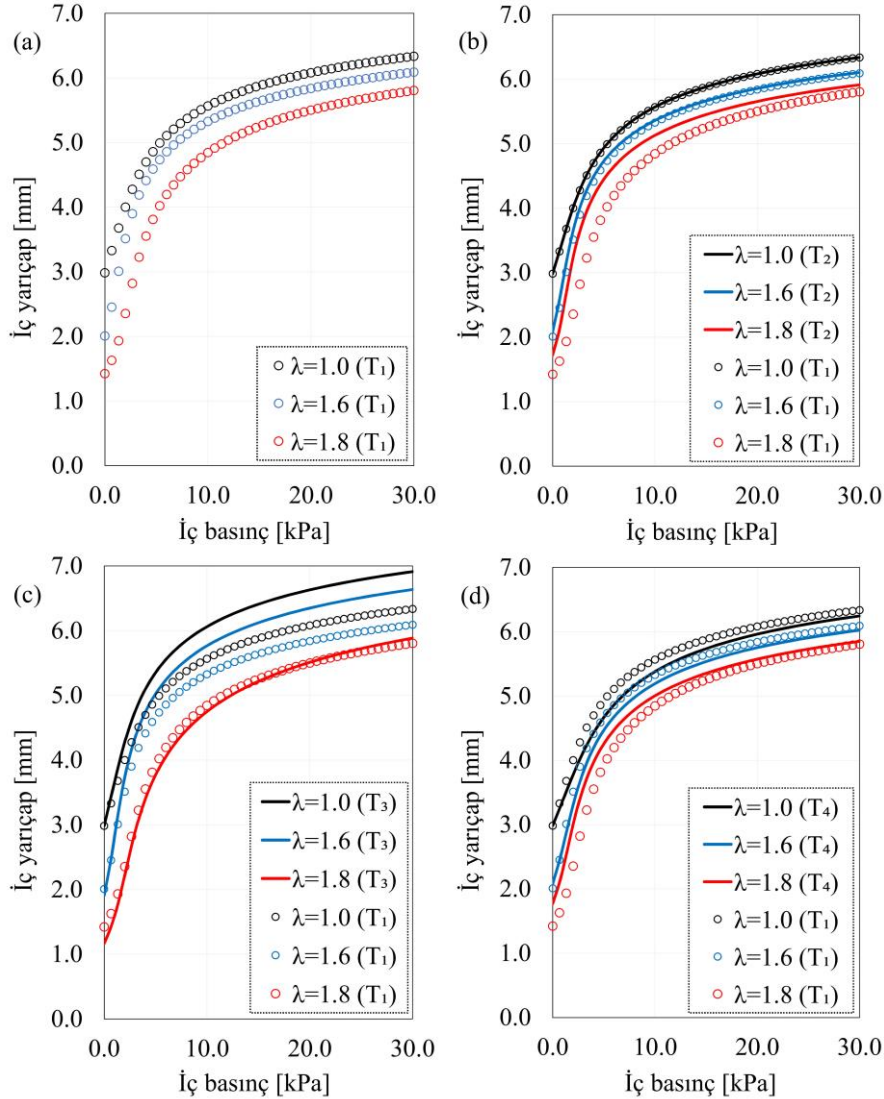 (a)
7.0
6.0
5.0
4.0
3.0
2.0
1.0
0.0
İç yarıçap [mm]
λ=1.0 (T₁)
λ=1.6 (T₁)
λ=1.8 (T₁)
0.0 10.0 20.0 30.0
İç basınç [kPa]
(b)
7.0
6.0
5.0
4.0
3.0
2.0
1.0
0.0
İç yarıçap [mm]
λ=1.0 (T₂)
λ=1.6 (T₂)
λ=1.8 (T₂)
λ=1.0 (T₁)
λ=1.6 (T₁)
λ=1.8 (T₁)
0.0 10.0 20.0 30.0
İç basınç [kPa]
(c)
7.0
6.0
5.0
4.0
3.0
2.0
1.0
0.0
İç yarıçap [mm]
λ=1.0 (T₃)
λ=1.6 (T₃)
λ=1.8 (T₃)
λ=1.0 (T₁)
λ=1.6 (T₁)
λ=1.8 (T₁)
0.0 10.0 20.0 30.0
İç basınç [kPa]
(d)
7.0
6.0
5.0
4.0
3.0
2.0
1.0
0.0
İç yarıçap [mm]
λ=1.0 (T₄)
λ=1.6 (T₄)
λ=1.8 (T₄)
λ=1.0 (T₁)
λ=1.6 (T₁)
λ=1.8 (T₁)
0.0 10.0 20.0 30.0
İç basınç [kPa]